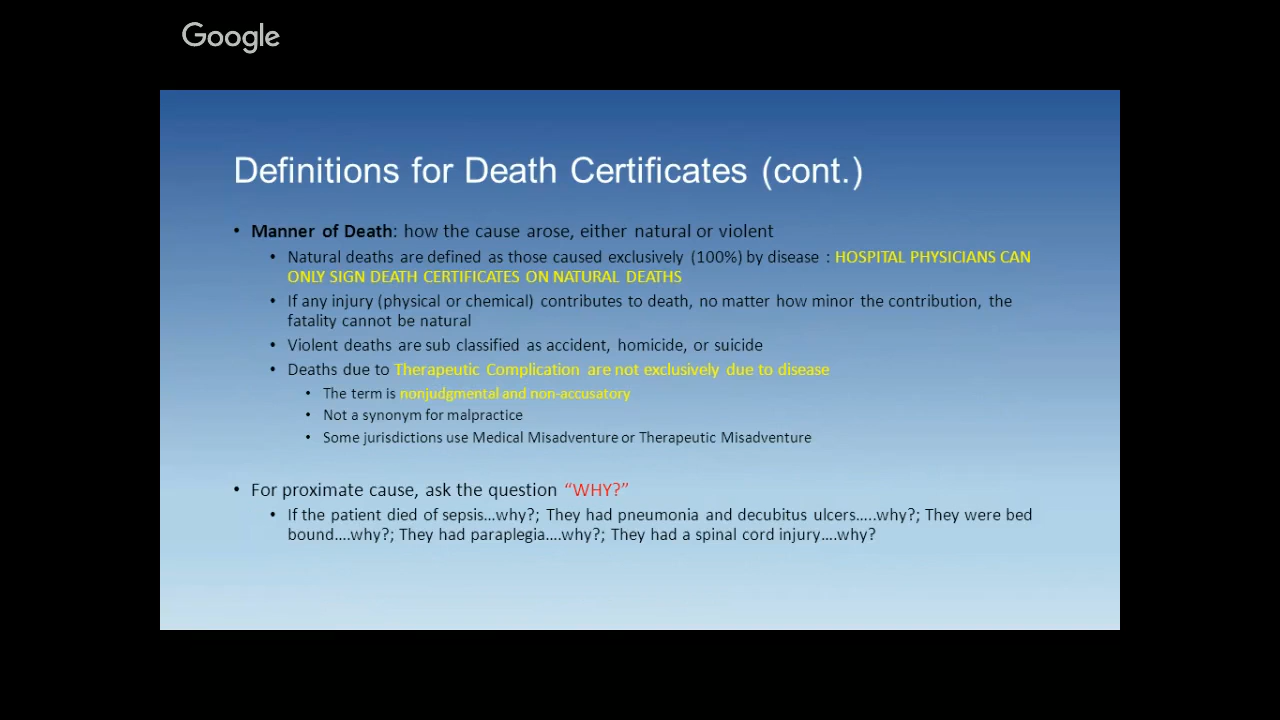 Google
Definitions for Death Certificates (cont.)
• Manner of Death: how the cause arose, either natural or violent
• Natural deaths are defined as those caused exclusively (100%) by disease : HOSPITAL PHYSICIANS CAN
ONLY SIGN DEATH CERTIFICATES ON NATURAL DEATHS
• If any injury (physical or chemical) contributes to death, no matter how minor the contribution, the
fatality cannot be natural
• Violent deaths are sub classified as accident, homicide, or suicide
• Deaths due to Therapeutic Complication are not exclusively due to disease
• The term is nonjudgmental and non-accusatory
• Not a synonym for malpractice
• Some jurisdictions use Medical Misadventure or Therapeutic Misadventure
• For proximate cause, ask the question “WHY?”
• If the patient died of sepsis…why?; They had pneumonia and decubitus ulcers…..why?; They were bed
bound….why?; They had paraplegia….why?; They had a spinal cord injury….why?